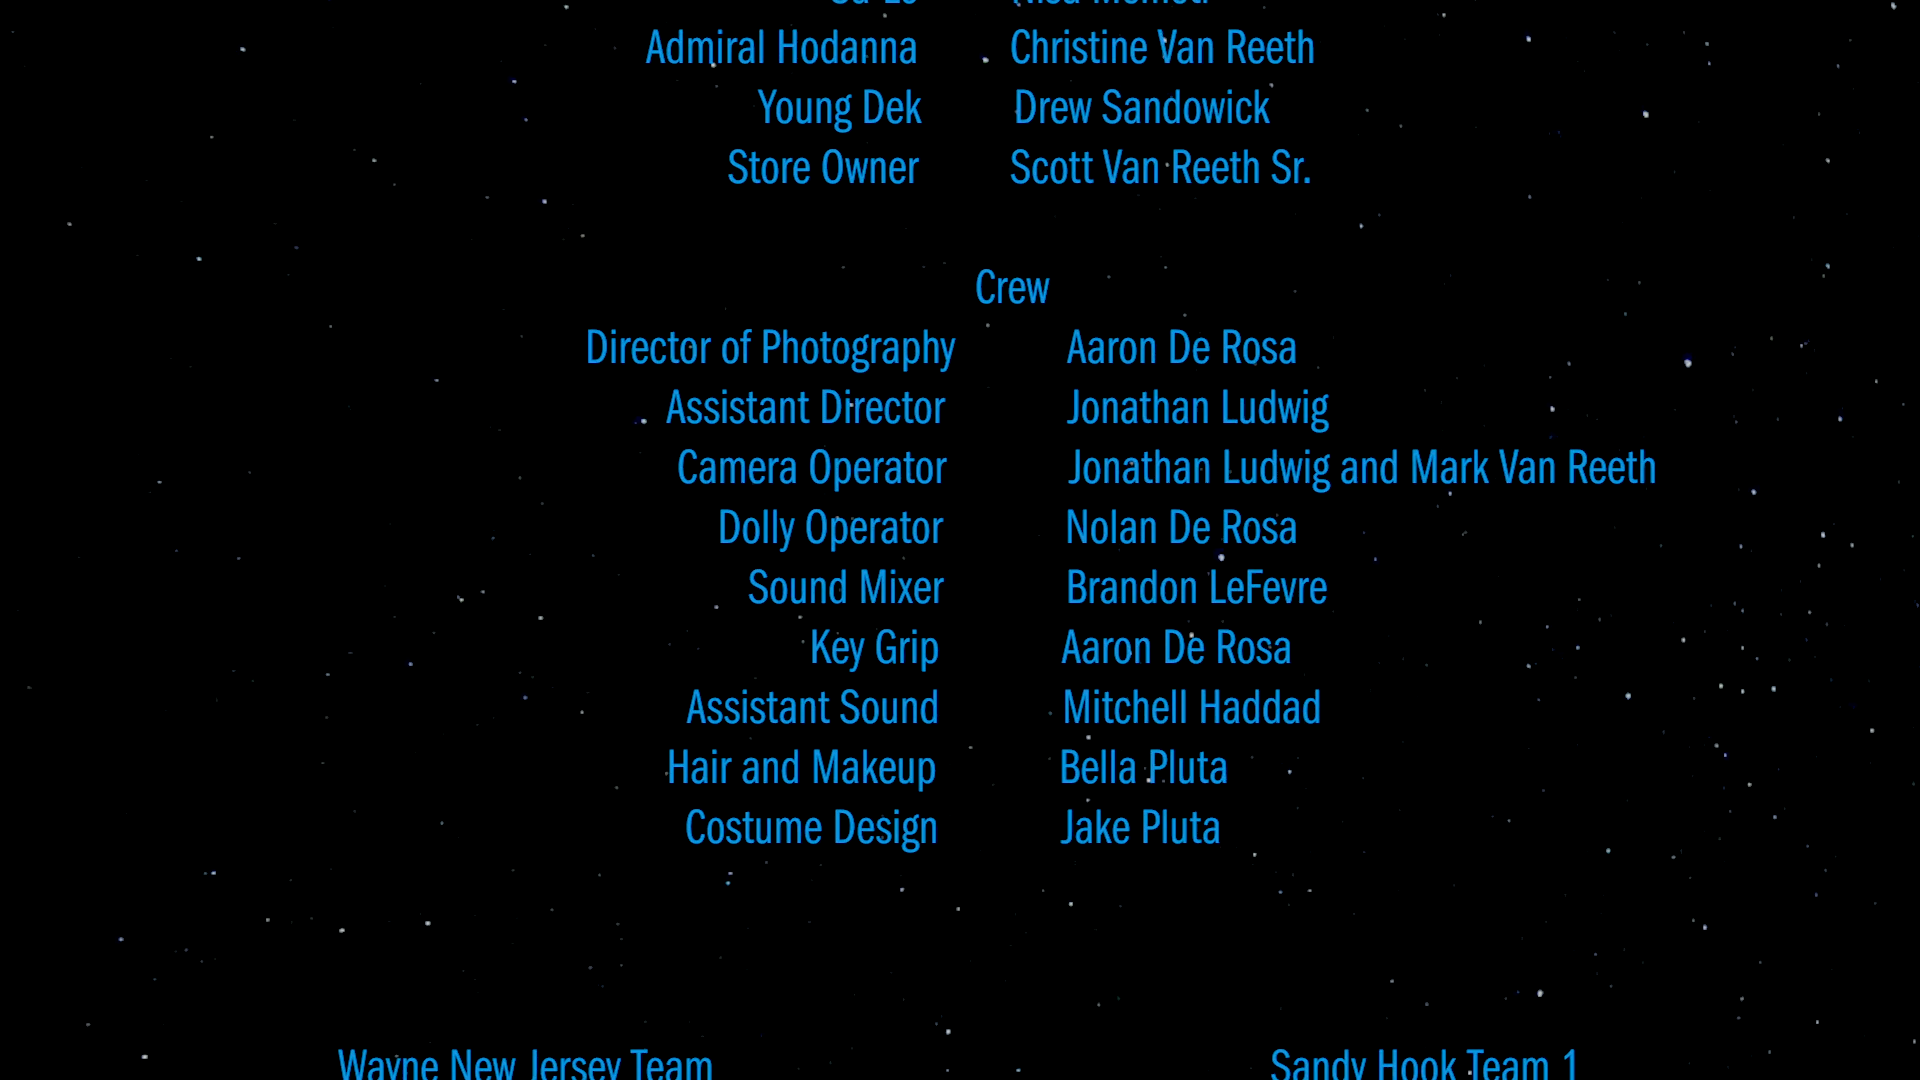 Admiral Hodanna Christine Van Reeth
Young Dek Drew Sandowick
Store Owner Scott Van Reeth Sr.
Crew
Director of Photography Aaron De Rosa
Assistant Director Jonathan Ludwig
Camera Operator Jonathan Ludwig and Mark Van Reeth
Dolly Operator Nolan De Rosa
Sound Mixer Brandon LeFevre
Key Grip Aaron De Rosa
Assistant Sound Mitchell Haddad
Hair and Makeup Bella Pluta
Costume Design Jake Pluta
Wayne New Jersey Team Sandy Hook Team 1